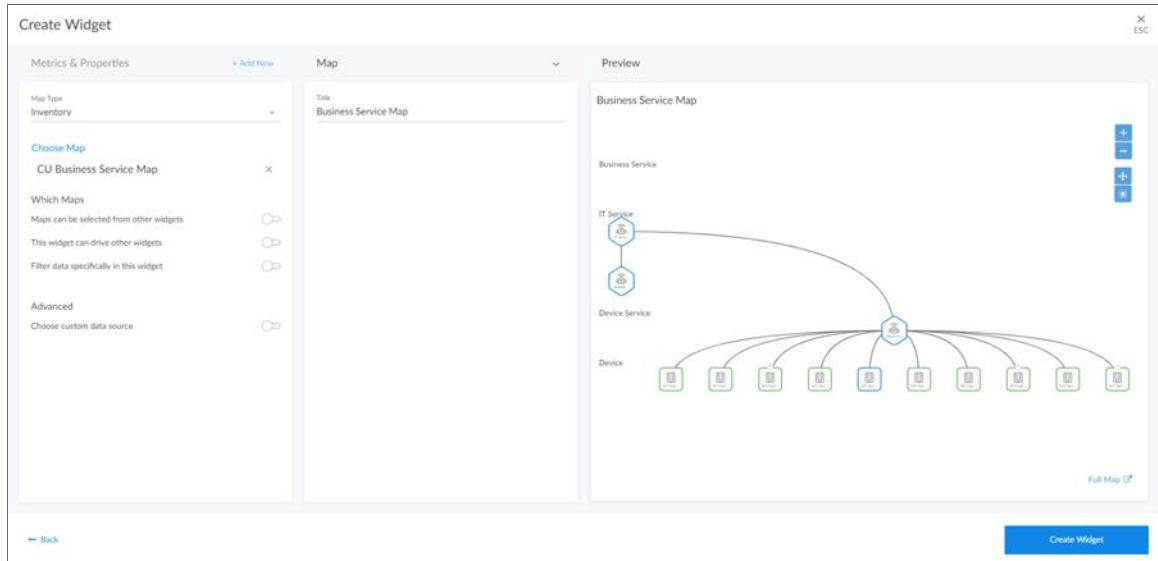 Create Widget
ESC
Metrics & Properties
+ Add New
Map
Preview
Map Type
Inventory
Choose Map
CU Business Service Map
Which Maps
Maps can be selected from other widgets
This widget can drive other widgets
Filter data specifically in this widget
Advanced
Choose custom data source
Title
Business Service Map
Business Service Map
Business Service
IT Service
Device Service
Device
Full Map
Back
Create Widget